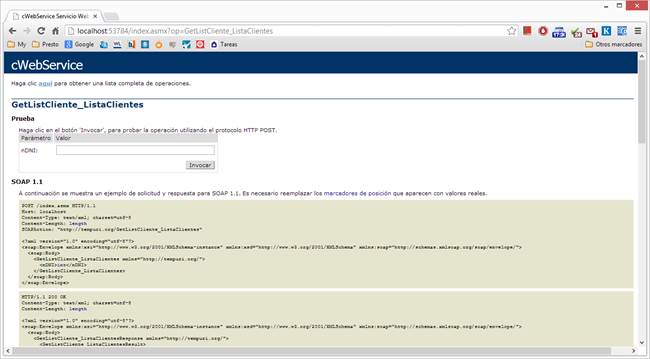 cWebService Servicio Web
localhost:53784/index.asmx?op=GetListCliente_ListaClientes
My Presto Google Tareas Otros marcadores
cWebService
Haga clic aquí para obtener una lista completa de operaciones.
GetListCliente_ListaClientes
Prueba
Haga clic en el botón 'Invocar', para probar la operación utilizando el protocolo HTTP POST.
Parámetro Valor
nDNI:
Invocar
SOAP 1.1
A continuación se muestra un ejemplo de solicitud y respuesta para SOAP 1.1. Es necesario reemplazar los marcadores de posición que aparecen con valores reales.
POST /index.asmx HTTP/1.1
Host: localhost
Content-Type: text/xml; charset=utf-8
Content-Length: length
SOAPAction: "http://tempuri.org/GetListCliente_ListaClientes"
<?xml version="1.0" encoding="utf-8"?>
<soap:Envelope xmlns:xsi="http://www.w3.org/2001/XMLSchema-instance" xmlns:xsd="http://www.w3.org/2001/XMLSchema" xmlns:soap="http://schemas.xmlsoap.org/soap/envelope/">
<soap:Body>
<GetListCliente_ListaClientes xmlns="http://tempuri.org/">
<nDNI>int</nDNI>
</GetListCliente_ListaClientes>
</soap:Body>
</soap:Envelope>
HTTP/1.1 200 OK
Content-Type: text/xml; charset=utf-8
Content-Length: length
<?xml version="1.0" encoding="utf-8"?>
<soap:Envelope xmlns:xsi="http://www.w3.org/2001/XMLSchema-instance" xmlns:xsd="http://www.w3.org/2001/XMLSchema" xmlns:soap="http://schemas.xmlsoap.org/soap/envelope/">
<soap:Body>
<GetListCliente_ListaClientesResponse xmlns="http://tempuri.org/">
<GetListCliente_ListaClientesResult>